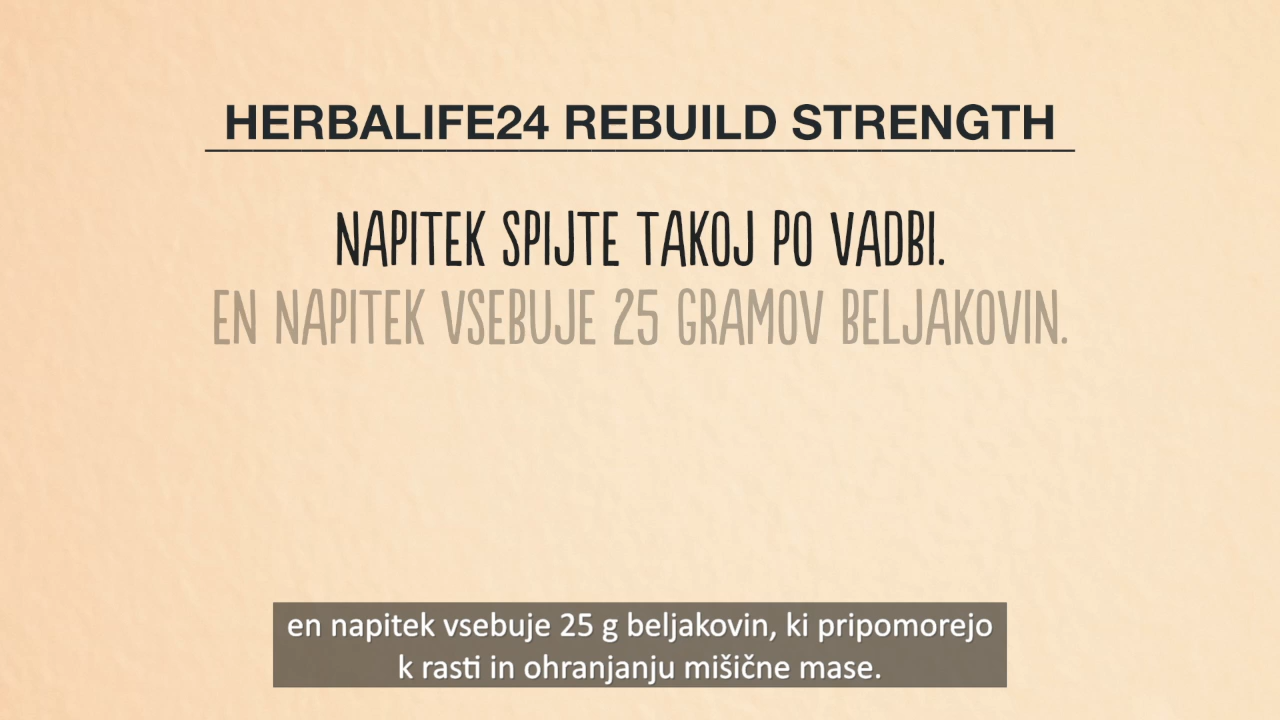 HERBALIFE24 REBUILD STRENGTH
NAPITEK SPIJTE TAKOJ PO VADBI.
EN NAPITEK VSEBUJE 25 GRAMOV BELJAKOVIN.
en napitek vsebuje 25 g beljakovin, ki pripomorejo
k rasti in ohranjanju mišične mase.